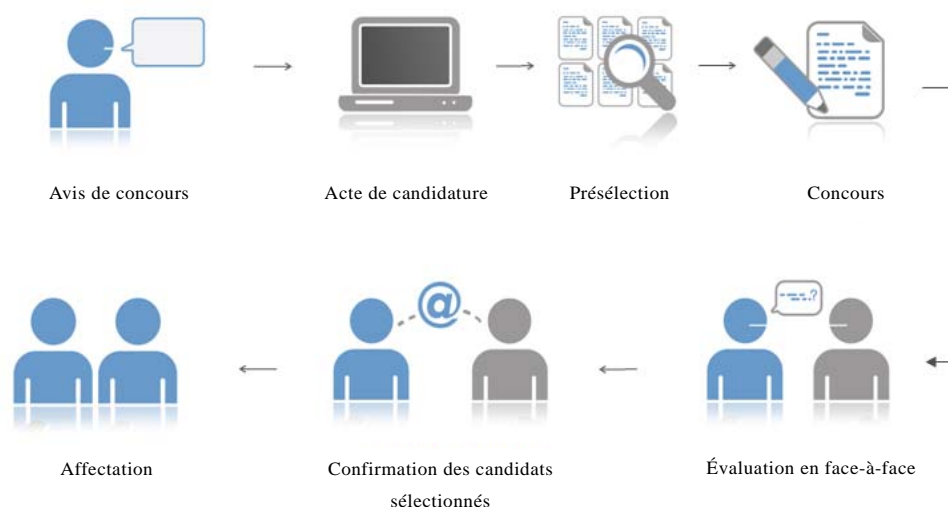 Avis de concours
Acte de candidature
Présélection
Concours
@
?
Évaluation en face-à-face
Confirmation des candidats
sélectionnés
Affectation